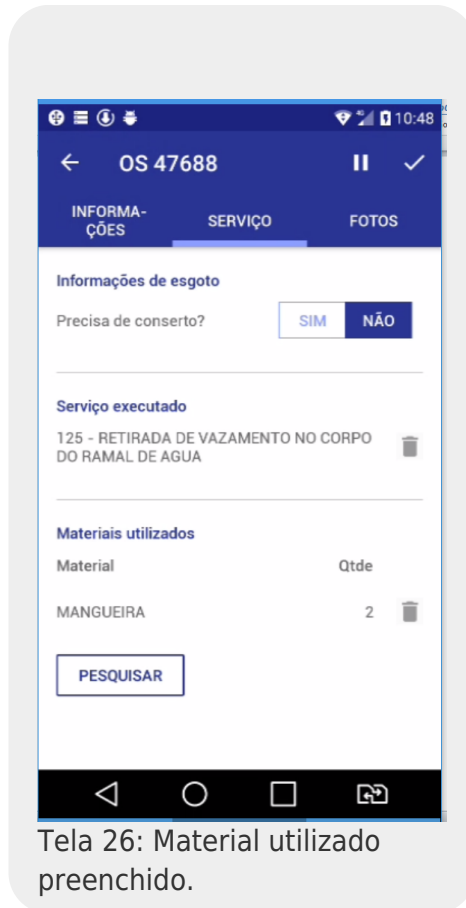 10:48
OS 47688
INFORMA-
ÇÕES
SERVIÇO
FOTOS
Informações de esgoto
Precisa de conserto?
SIM
NÃO
Serviço executado
125 - RETIRADA DE VAZAMENTO NO CORPO
DO RAMAL DE AGUA
Materiais utilizados
Material
Qtde
MANGUEIRA
2
PESQUISAR
Tela 26: Material utilizado
preenchido.